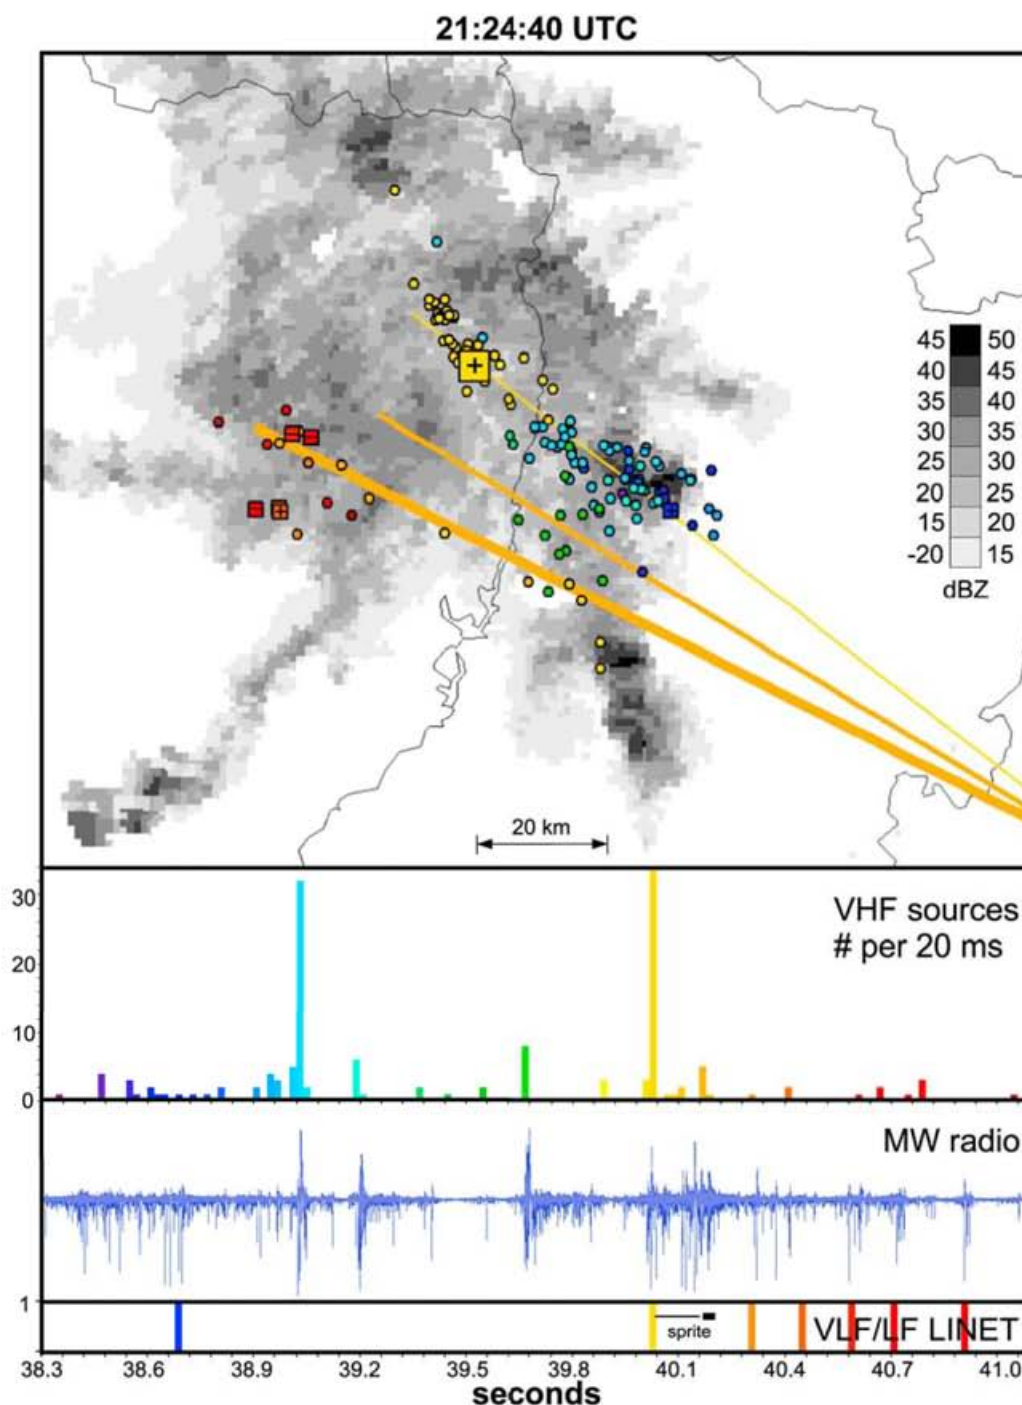 21:24:40 UTC
45 50
40 45
35 40
30 35
25 30
20 25
15 20
-20 15
dBZ
20 km
30
20
10
0
VHF sources
# per 20 ms
MW radio
1
sprite
VLF/LF LINET
38.3 38.6 38.9 39.2 39.5 39.8 40.1 40.4 40.7 41.0
seconds